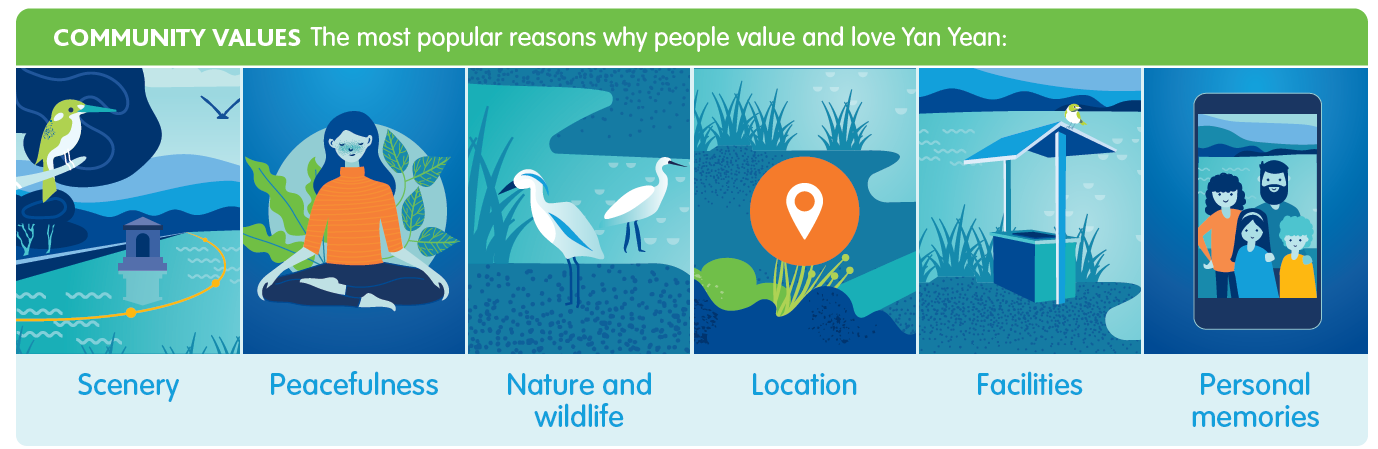 COMMUNITY VALUES The most popular reasons why people value and love Yan Yean:
Scenery
Peacefulness
Nature and
wildlife
Location
Facilities
Personal
memories